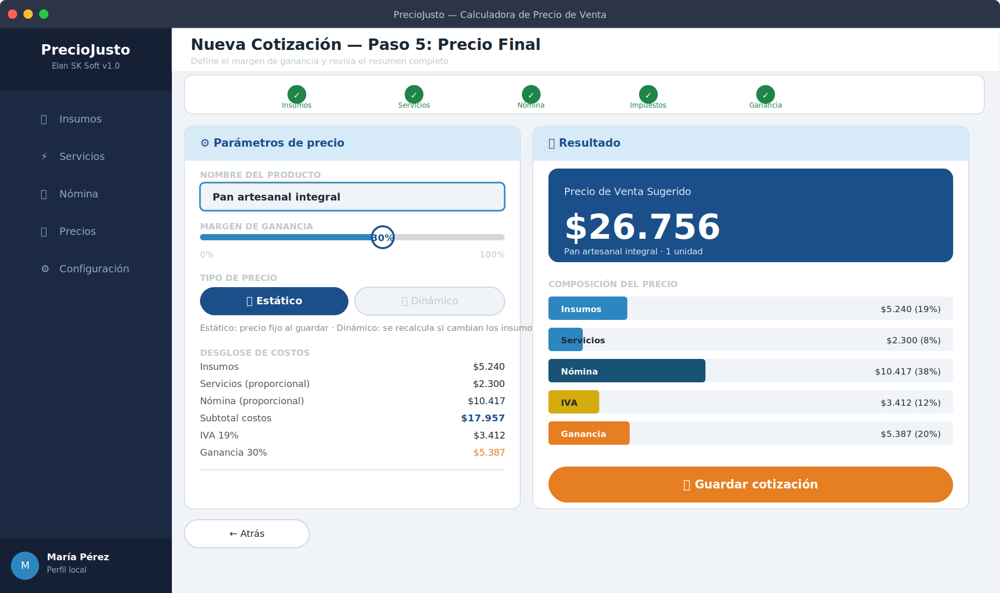 PrecioJusto — Calculadora de Precio de Venta
PrecioJusto
Elan SK Soft v1.0
Insumos
⚡ Servicios
Nómina
Precios
⚙ Configuración
María Pérez
M
Perfil local
Nueva Cotización — Paso 5: Precio Final
Define el margen de ganancia y revisa el resumen completo
✓ ✓ ✓ ✓ ✓
Insumos Servicios Nómina Impuestos Ganancia
⚙ Parámetros de precio
NOMBRE DEL PRODUCTO
Pan artesanal integral
MARGEN DE GANANCIA
30%
0% 100%
TIPO DE PRECIO
Estático Dinámico
Estático: precio fijo al guardar · Dinámico: se recalcula si cambian los insumo
DESGLOSE DE COSTOS
Insumos $5.240
Servicios (proporcional) $2.300
Nómina (proporcional) $10.417
Subtotal costos $17.957
IVA 19% $3.412
Ganancia 30% $5.387
← Atrás
Resultado
Precio de Venta Sugerido
$26.756
Pan artesanal integral · 1 unidad
COMPOSICIÓN DEL PRECIO
Insumos $5.240 (19%)
Servicios $2.300 (8%)
Nómina $10.417 (38%)
IVA $3.412 (12%)
Ganancia $5.387 (20%)
Guardar cotización